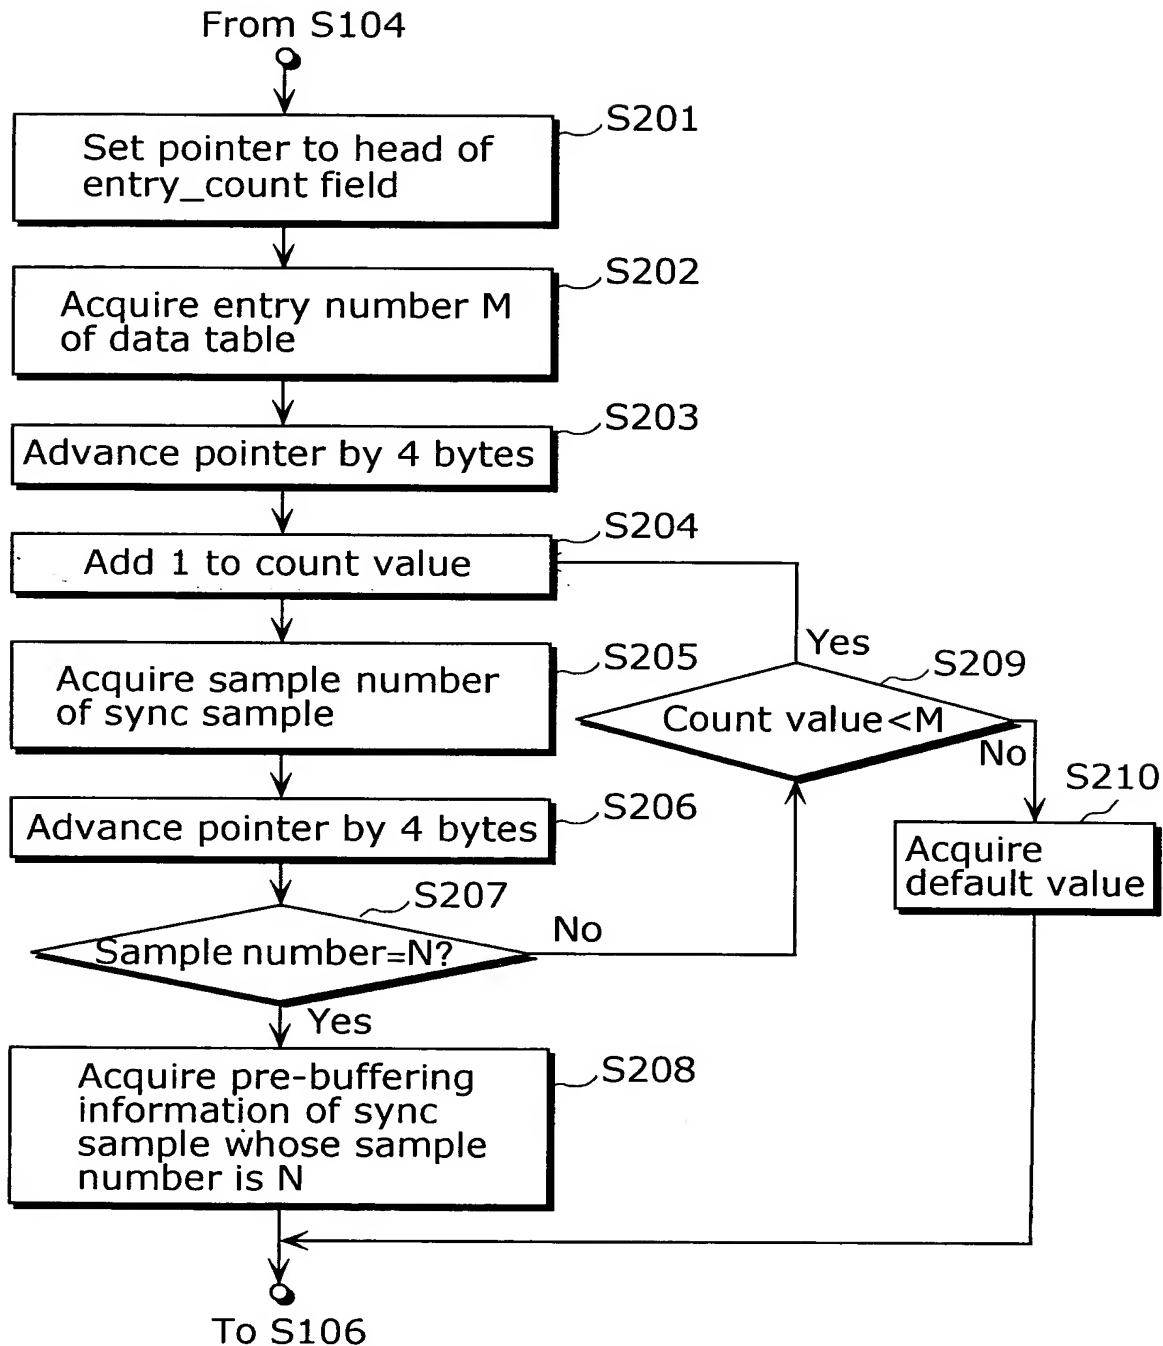 From S104
S201
Set pointer to head of
entry_count field
S202
Acquire entry number M
of data table
S203
Advance pointer by 4 bytes
S204
Add 1 to count value
Yes
S205
Acquire sample number
of sync sample
S209
Count value<M
No
S210
Acquire
default value
S206
Advance pointer by 4 bytes
S207
Sample number=N?
No
Yes
S208
Acquire pre-buffering
information of sync
sample whose sample
number is N
To S106